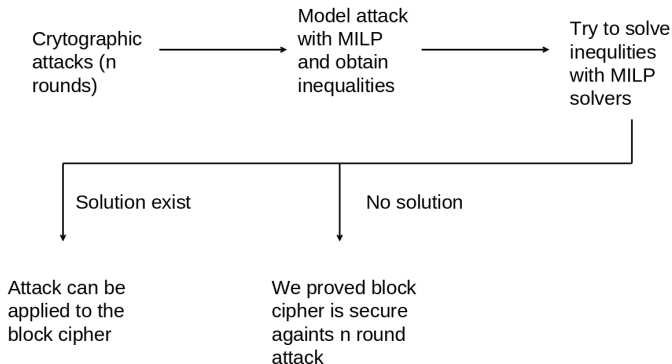 Crytographic
attacks (n
rounds)
Model attack
with MILP
and obtain
inequalities
Try to solve
inequlities
with MILP
solvers
Solution exist
No solution
Attack can be
applied to the
block cipher
We proved block
cipher is secure
againts n round
attack